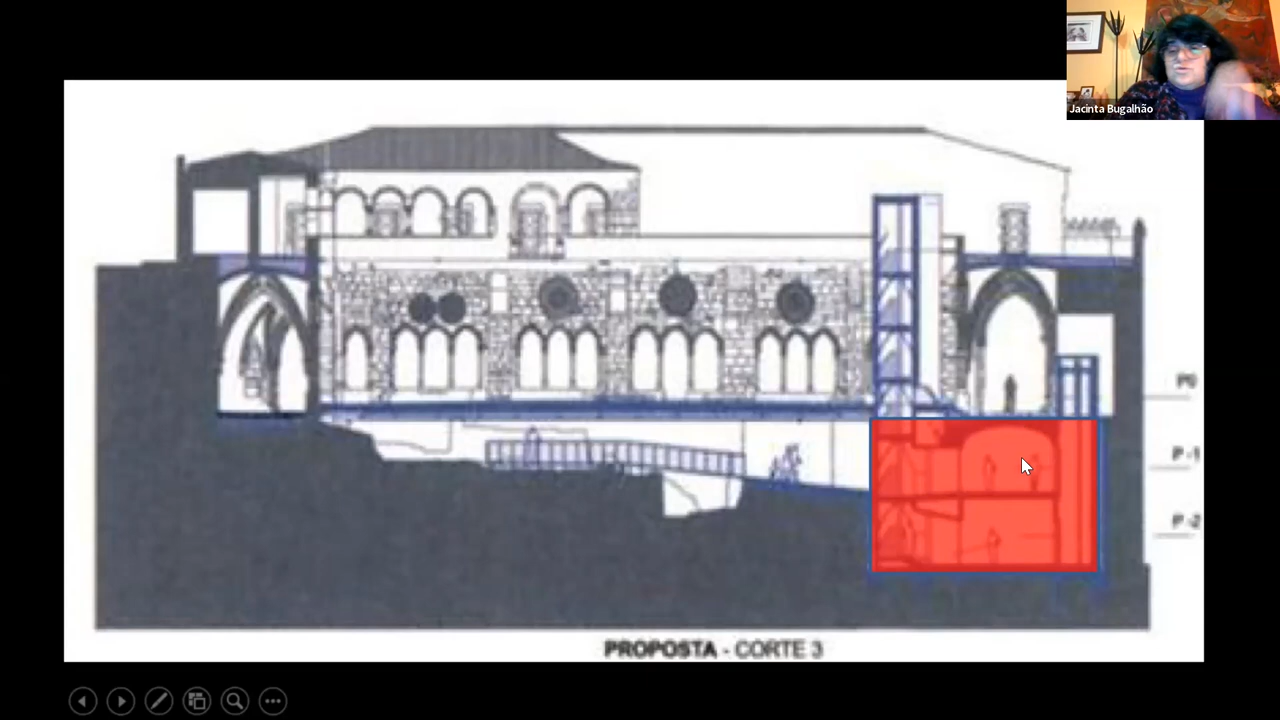 Jacinta Bugalhão
P0
P -1
P -2
PROPOSTA - CORTE 3